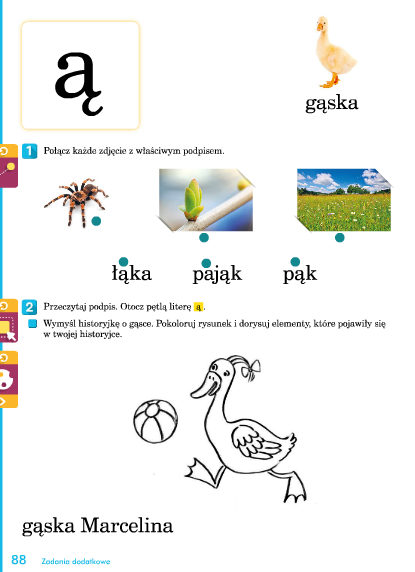 ą
gąska
1 Połącz każde zdjęcie z właściwym podpisem.
łąka pająk pąk
2 Przeczytaj podpis. Otocz pętlą literę ą.
Wymyśl historyjkę o gąsce. Pokoloruj rysunek i dorysuj elementy, które pojawiły się
w twojej historyjce.
gąska Marcelina
88 Zadania dodatkowe